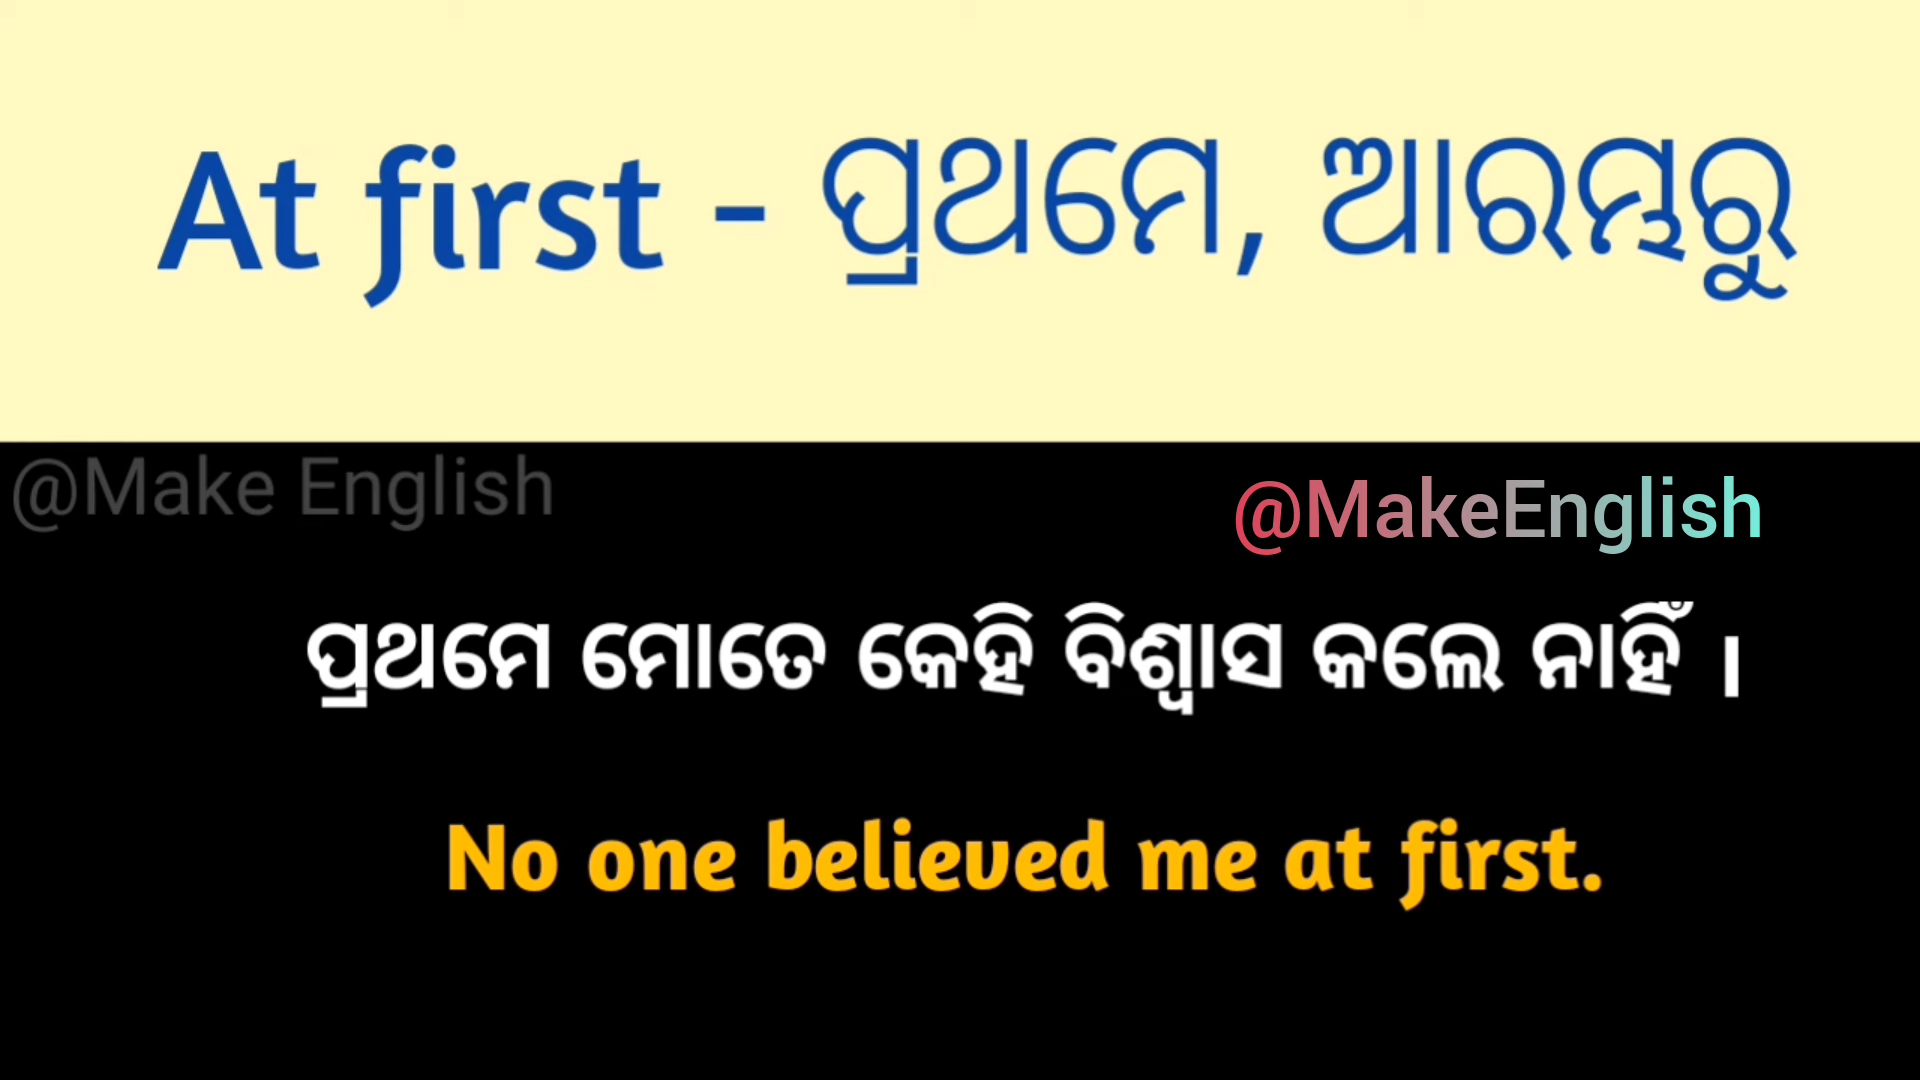 At first - ପ୍ରଥମେ, ଆରମ୍ଭରୁ
@Make English
@MakeEnglish
ପ୍ରଥମେ ମୋତେ କେହି ବିଶ୍ୱାସ କଲେ ନାହିଁ ।
No one believed me at first.